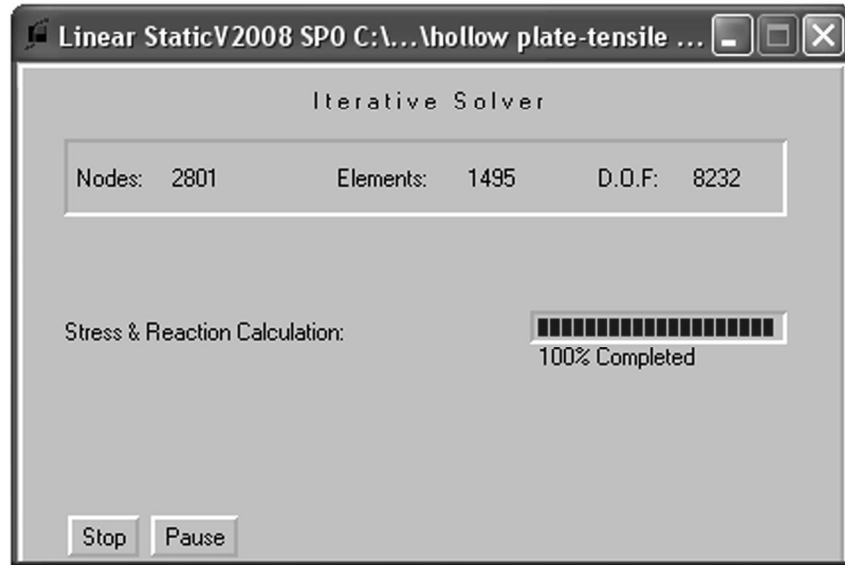 Linear StaticV2008 SP0 C:\...\hollow plate-tensile ...
Iterative Solver
Nodes: 2801 Elements: 1495 D.O.F: 8232
Stress & Reaction Calculation:
100% Completed
Stop Pause